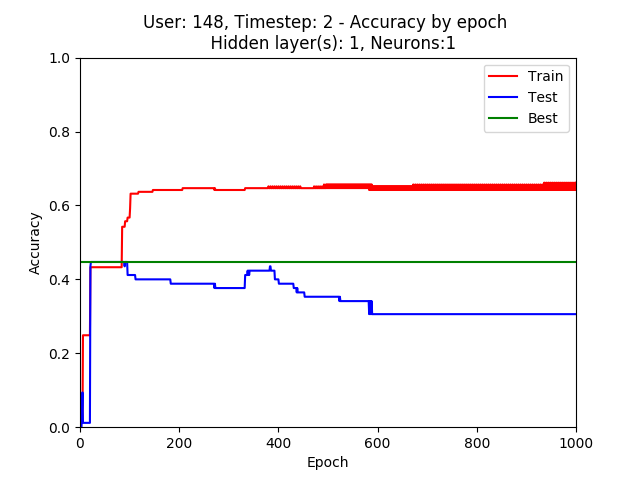 User: 148, Timestep: 2 - Accuracy by epoch
Hidden layer(s): 1, Neurons:1
Train
Test
Best
1.0
0.8
0.6
0.4
0.2
0.0
Accuracy
0
200
400
600
800
1000
Epoch